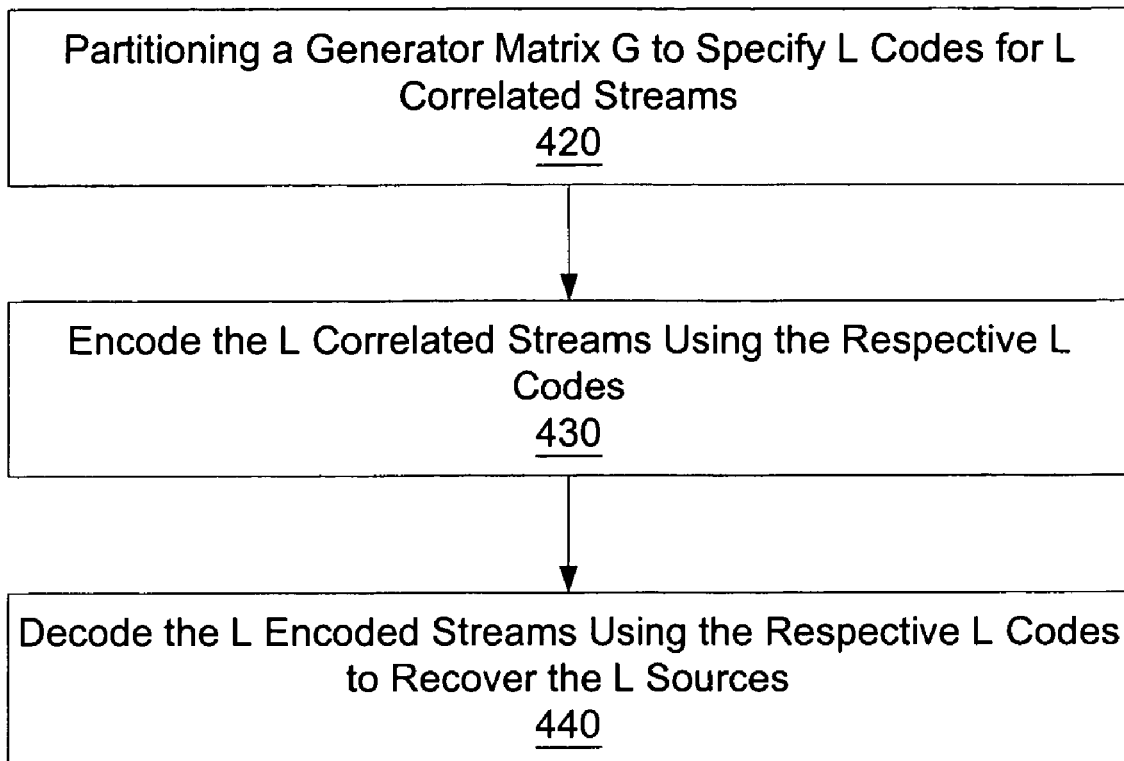 Partitioning a Generator Matrix G to Specify L Codes for L
Correlated Streams
420
Encode the L Correlated Streams Using the Respective L
Codes
430
Decode the L Encoded Streams Using the Respective L Codes
to Recover the L Sources
440